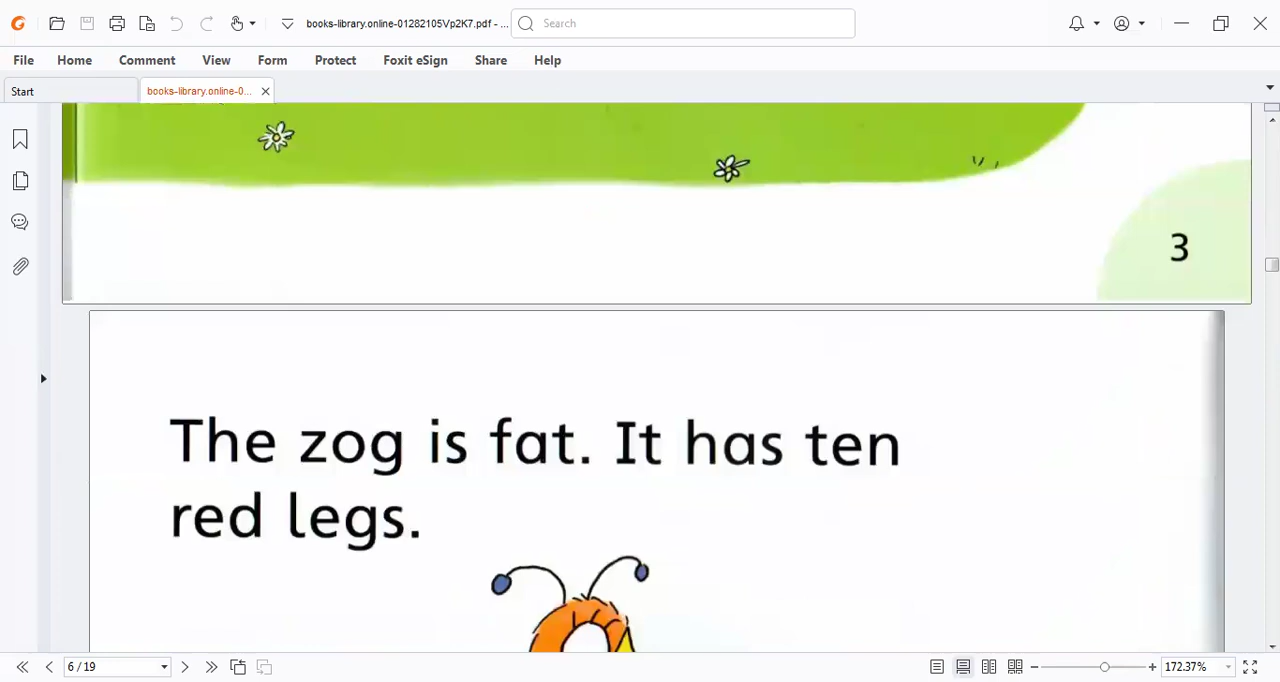 books-library.online-01282105Vp2K7.pdf - ...
Search
File Home Comment View Form Protect Foxit eSign Share Help
Start
books-library.online-0...
3
The zog is fat. It has ten
red legs.
6 / 19
172.37%